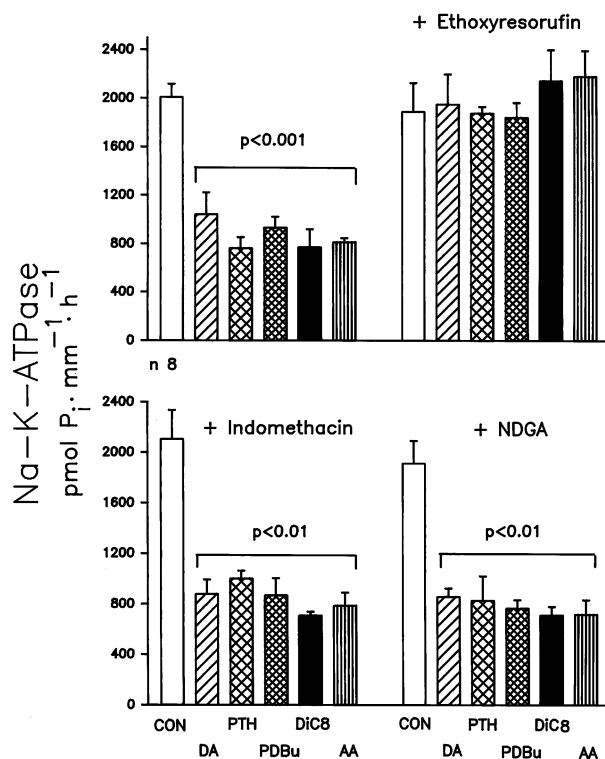 + Ethoxyresorufin
2400
2000
1600
1200
800
400
0
p<0.001
Na-K-ATPase
pmol Pi·mm⁻¹·h⁻¹
n 8
2400
2000
1600
1200
800
400
0
+ Indomethacin
+ NDGA
p<0.01
p<0.01
CON PTH DiC8 CON PTH DiC8
DA PDBu AA DA PDBu AA